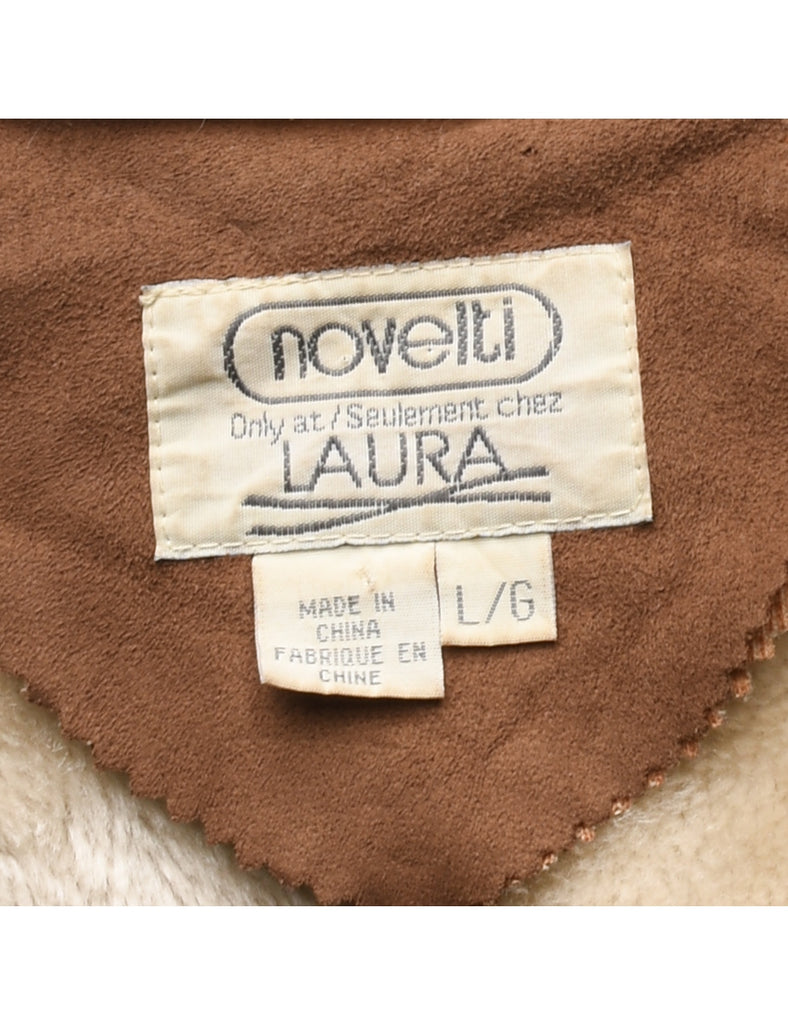 novelti
Only at / Seulement chez
LAURA
MADE IN
CHINA
FABRIQUE EN
CHINE
L/G